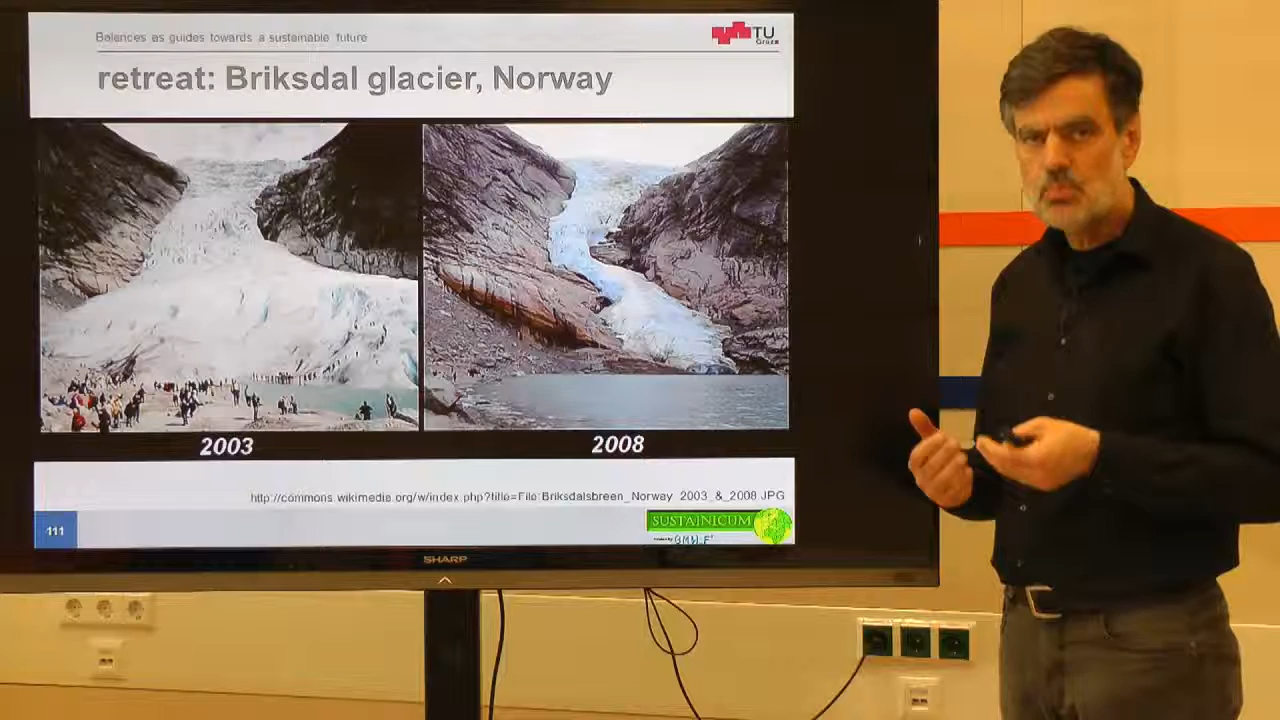 Balances as guides towards a sustainable future
TU
Graz
retreat: Briksdal glacier, Norway
2003
2008
http://commons.wikimedia.org/w/index.php?title=File:Briksdalsbreen_Norway_2003_&_2008.JPG
111
SUSTAINICUM
SHARP